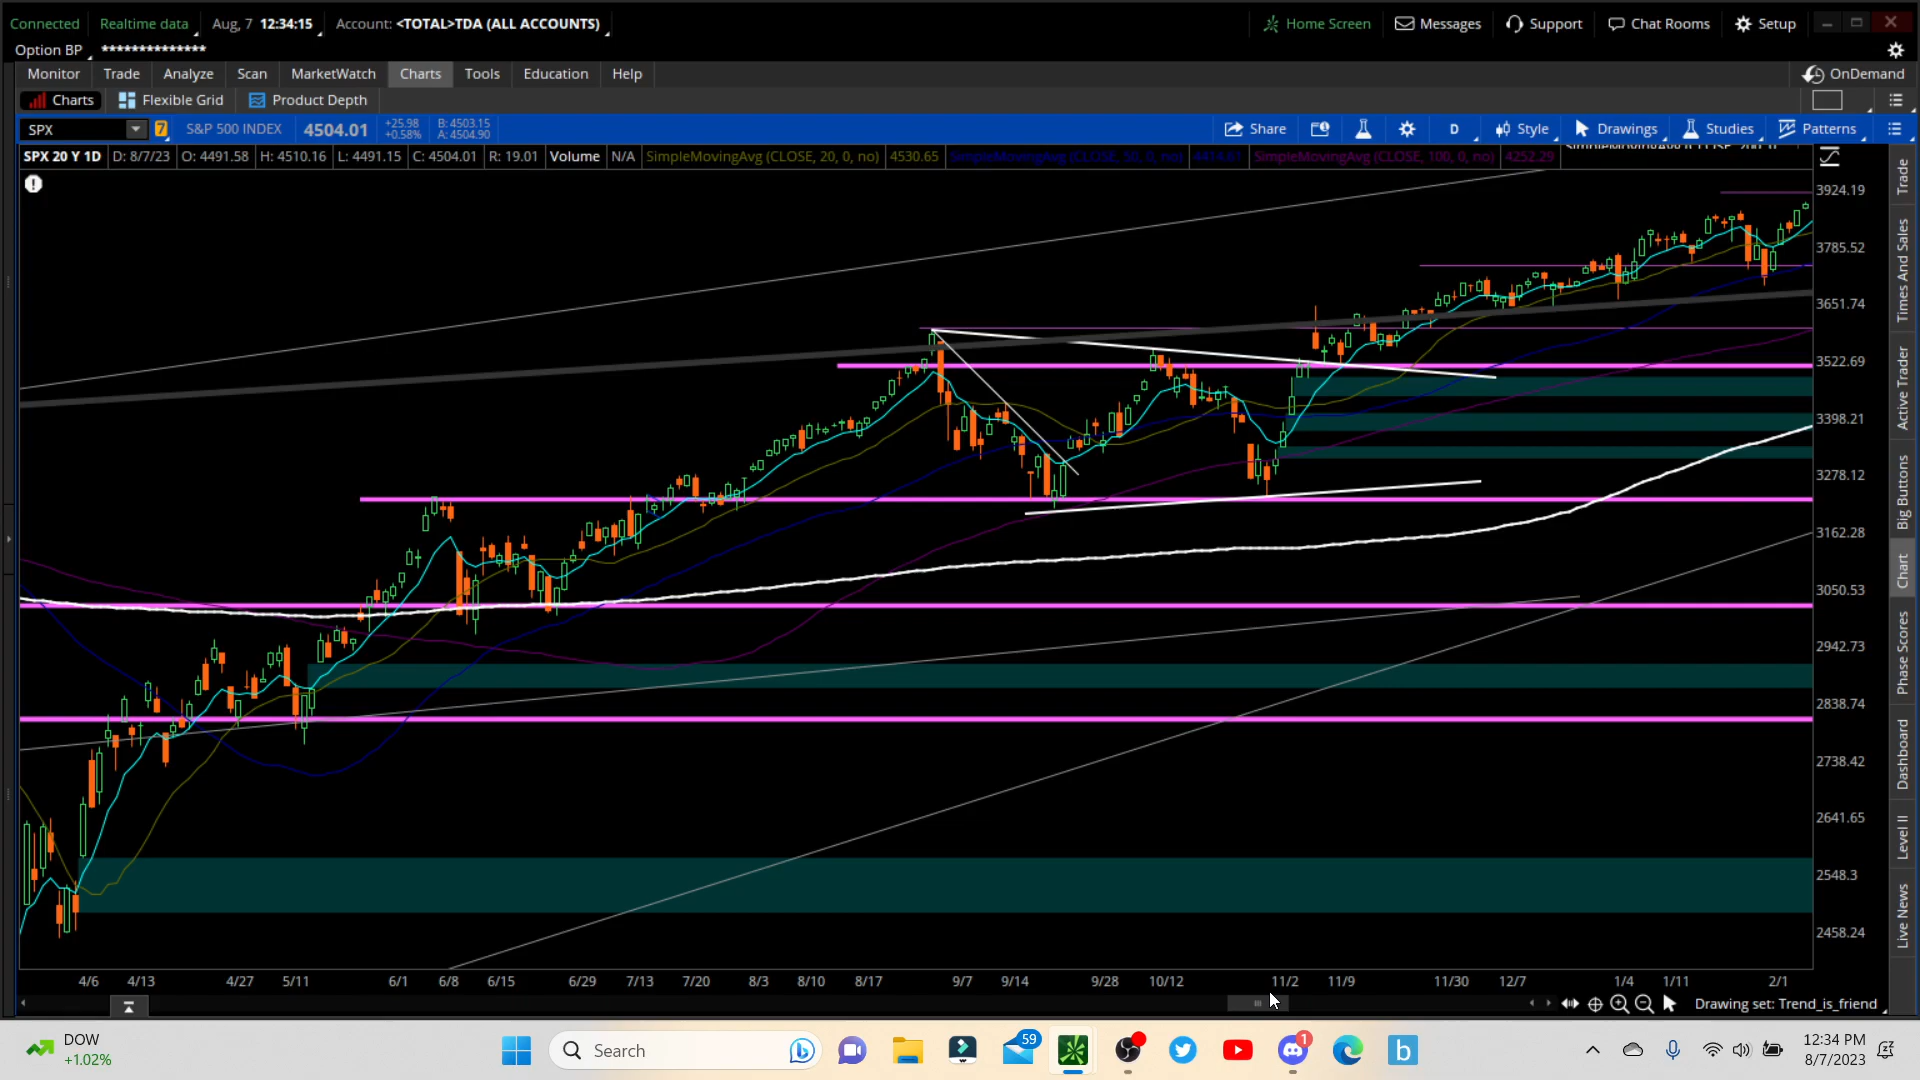 Connected Realtime data Aug, 7 12:34:15 Account: <TOTAL>TDA (ALL ACCOUNTS) Home Screen Messages Support Chat Rooms Setup
Option BP **************
Monitor Trade Analyze Scan MarketWatch Charts Tools Education Help OnDemand
Charts Flexible Grid Product Depth
SPX 7 S&P 500 INDEX 4504.01 +25.98 +0.58% B: 4503.15 A: 4504.90 Share D Style Drawings Studies Patterns
SPX 20 Y 1D D: 8/7/23 O: 4491.58 H: 4510.16 L: 4491.15 C: 4504.01 R: 19.01 Volume N/A SimpleMovingAvg (CLOSE, 20, 0, no) 4530.65 SimpleMovingAvg (CLOSE, 50, 0, no) SimpleMovingAvg (CLOSE, 100, 0, no) 4252.29
3924.19
3785.52
3651.74
3522.69
3398.21
3278.12
3162.28
3050.53
2942.73
2838.74
2738.42
2641.65
2548.3
2458.24
Trade
Times And Sales
Active Trader
Big Buttons
Chart
Phase Scores
Dashboard
Level II
Live News
4/6 4/13 4/27 5/11 6/1 6/8 6/15 6/29 7/13 7/20 8/3 8/10 8/17 9/7 9/14 9/28 10/12 11/2 11/9 11/30 12/7 1/4 1/11 2/1
Drawing set: Trend_is_friend
DOW
+1.02%
Search
59
1
b
12:34 PM
8/7/2023